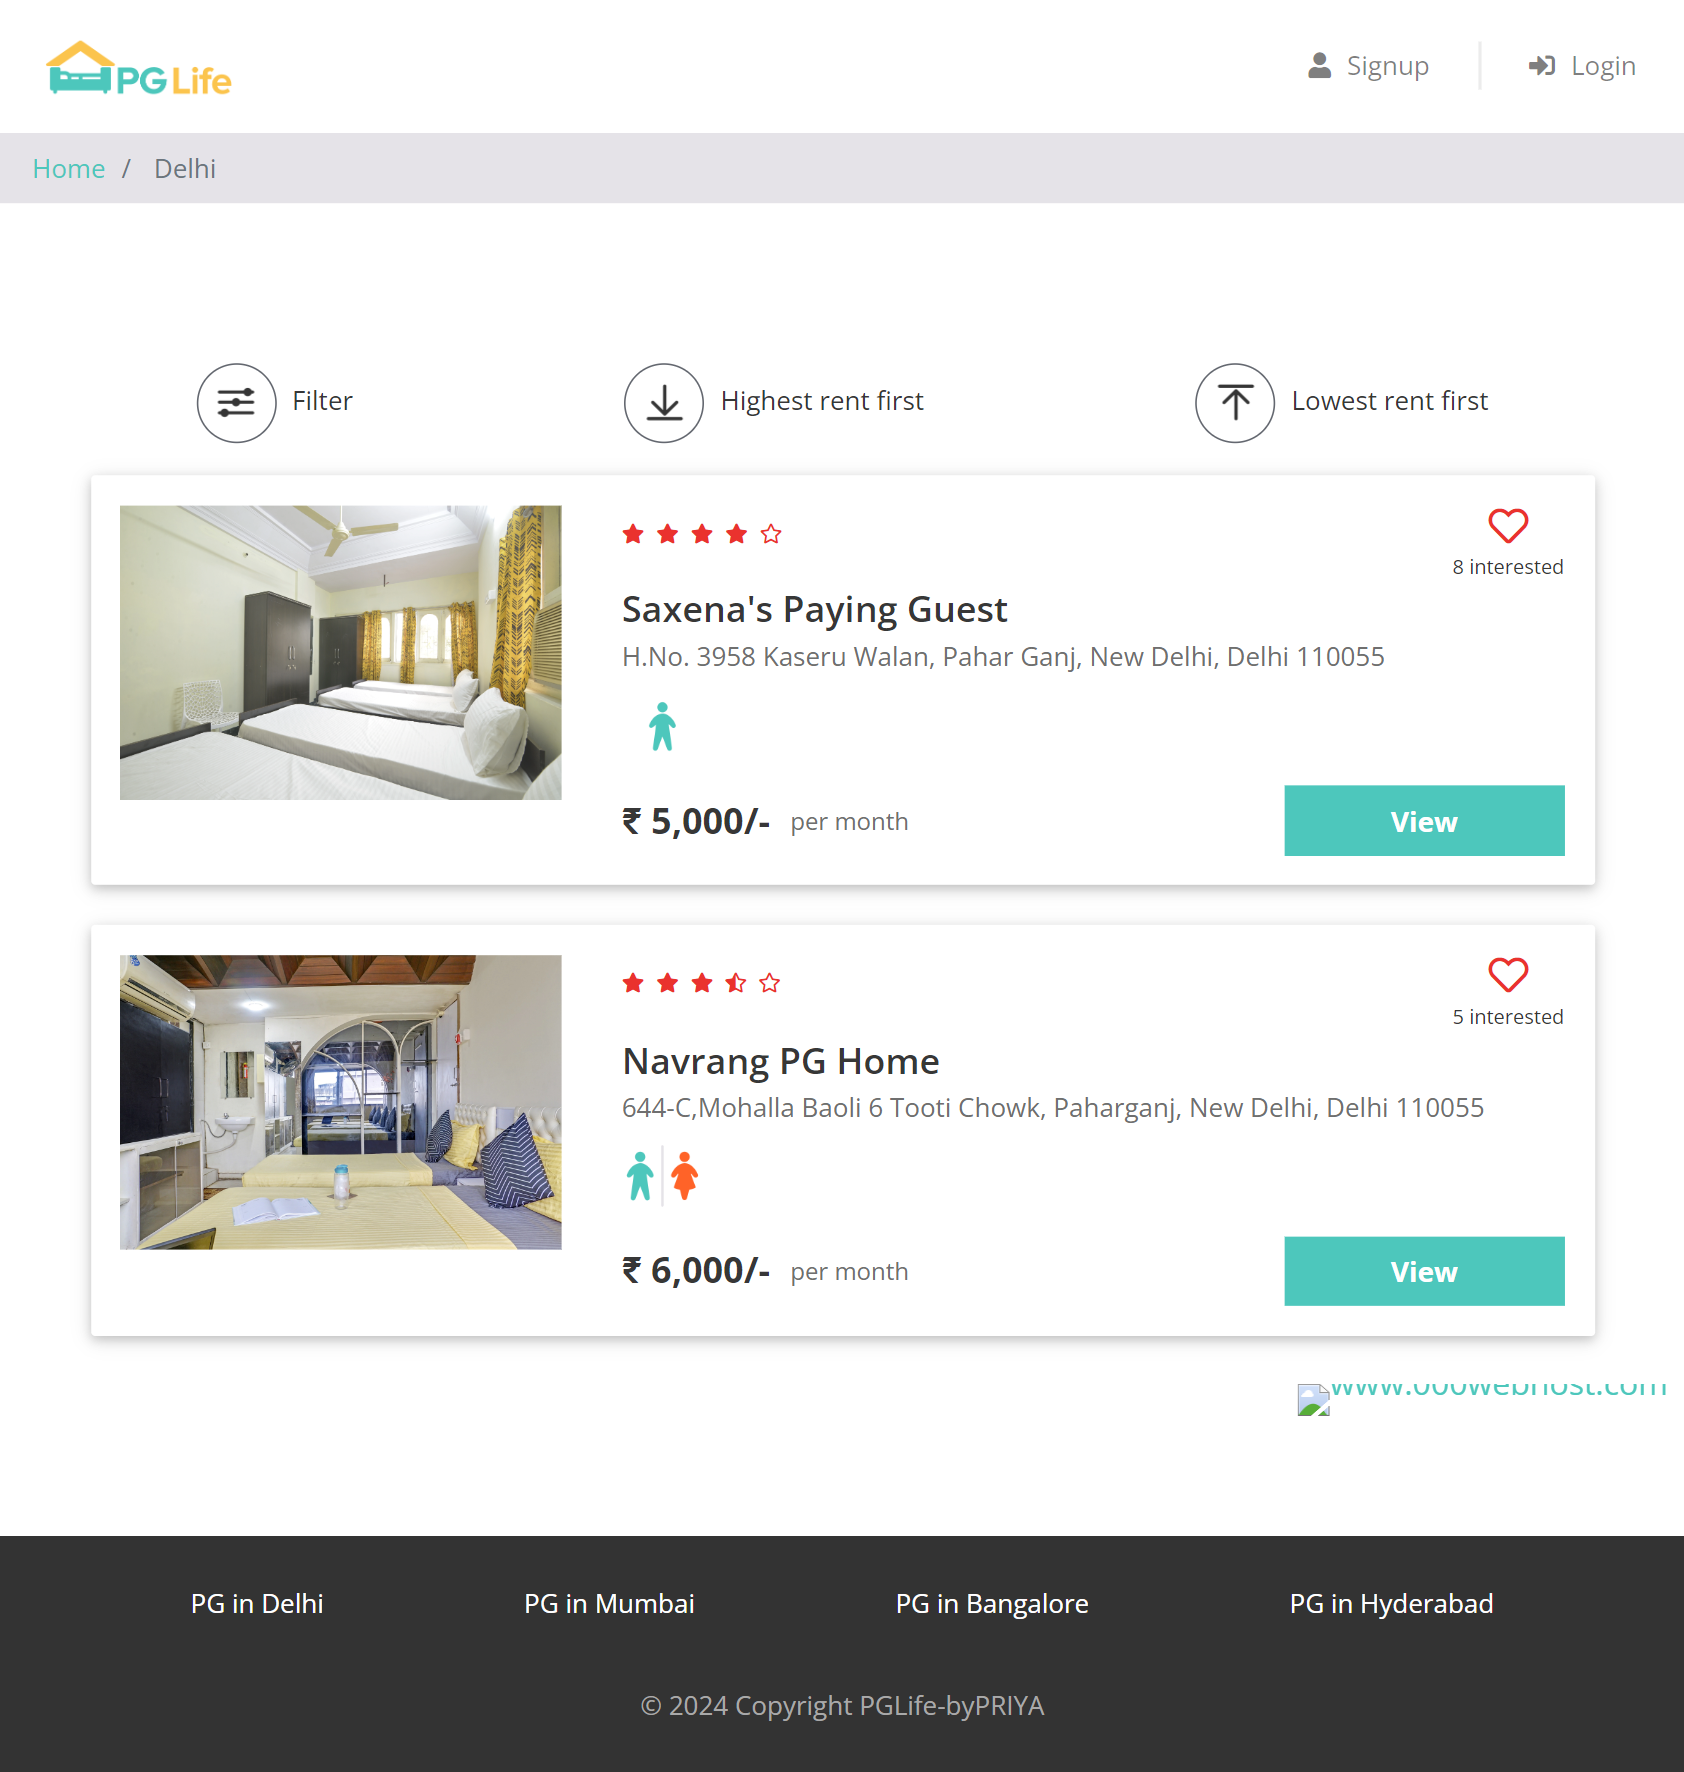 PG Life
Signup
Login
Home / Delhi
Filter
Highest rent first
Lowest rent first
8 interested
Saxena's Paying Guest
H.No. 3958 Kaseru Walan, Pahar Ganj, New Delhi, Delhi 110055
₹ 5,000/- per month
View
5 interested
Navrang PG Home
644-C,Mohalla Baoli 6 Tooti Chowk, Paharganj, New Delhi, Delhi 110055
₹ 6,000/- per month
View
www.000webhost.com
PG in Delhi
PG in Mumbai
PG in Bangalore
PG in Hyderabad
© 2024 Copyright PGLife-byPRIYA